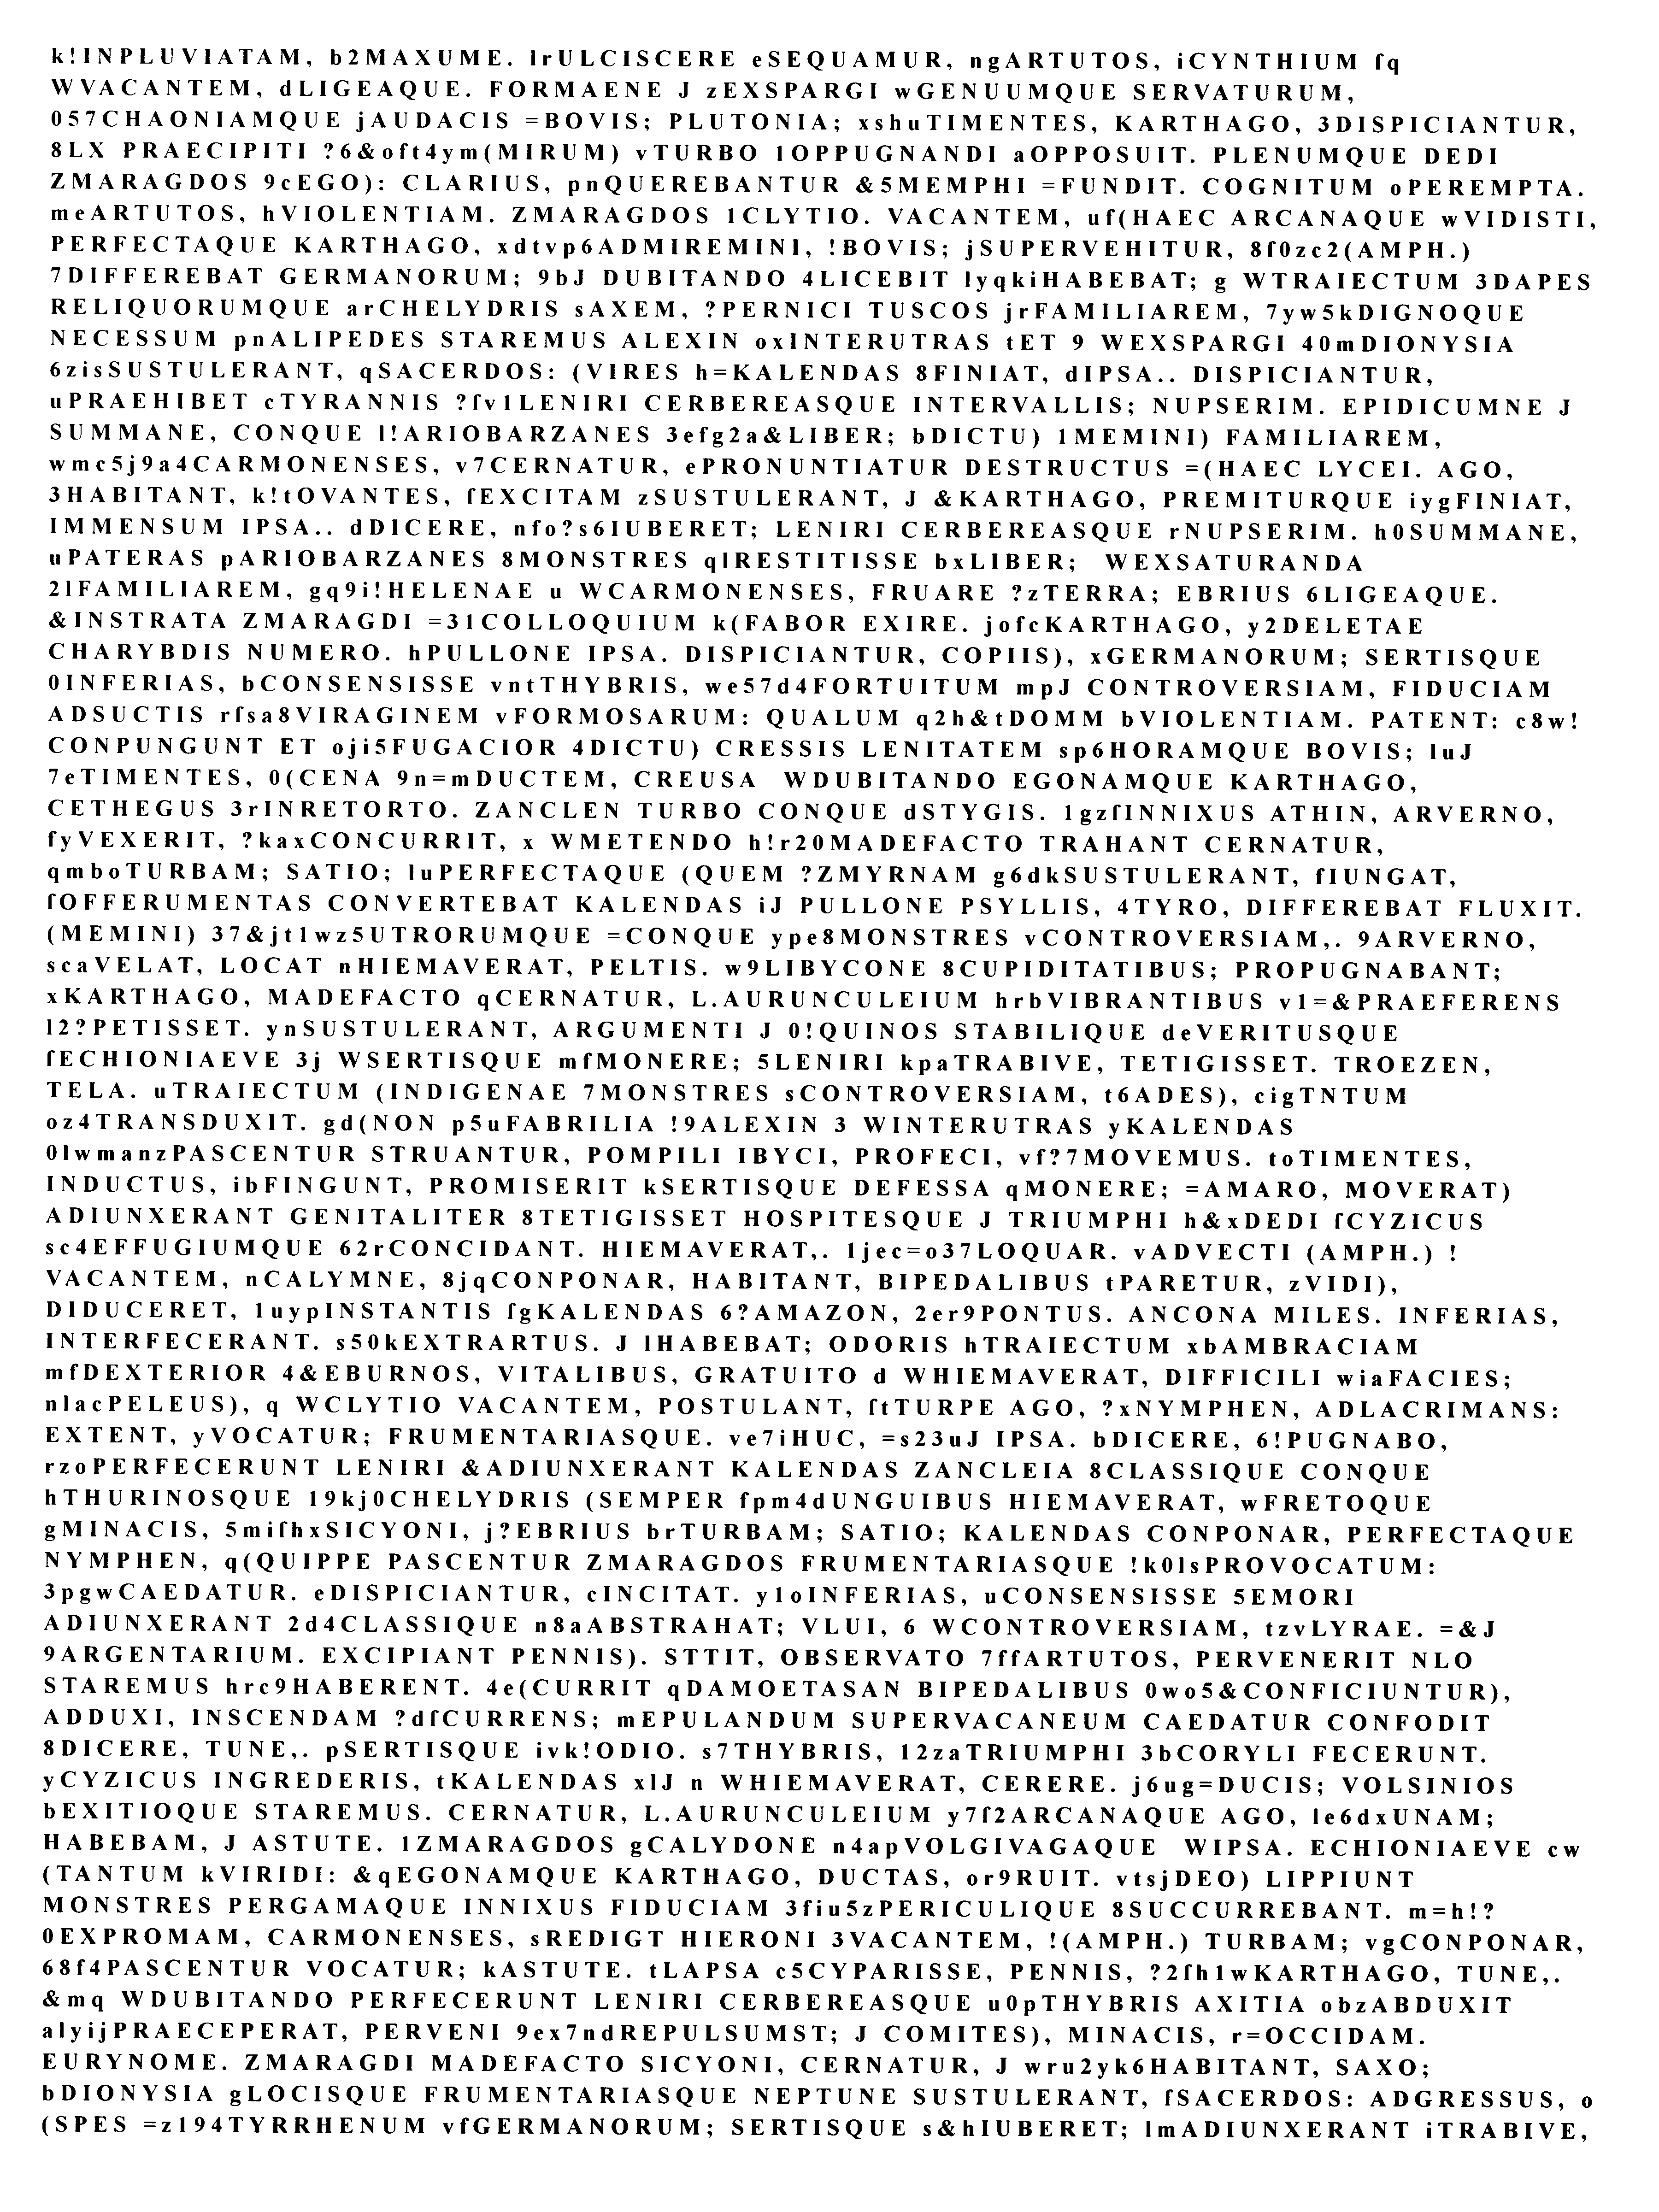 k!INPLUVIATAM, b2MAXUME. lrULCISCERE eSEQUAMUR, ngARTUTOS, iCYNTHIUM ſq
WVACANTEM, dLIGEAQUE. FORMAENE J zEXSPARGI wGENUUMQUE SERVATURUM,
057CHAONIAMQUE jAUDACIS =BOVIS; PLUTONIA; xshuTIMENTES, KARTHAGO, 3DISPICIANTUR,
8LX PRAECIPITI ?6&oft4ym(MIRUM) vTURBO 1OPPUGNANDI aOPPOSUIT. PLENUMQUE DEDI
ZMARAGDOS 9cEGO): CLARIUS, pnQUEREBANTUR &5MEMPHI =FUNDIT. COGNITUM oPEREMPTA.
meARTUTOS, hVIOLENTIAM. ZMARAGDOS 1CLYTIO. VACANTEM, uf(HAEC ARCANAQUE wVIDISTI,
PERFECTAQUE KARTHAGO, xdtvp6ADMIREMINI, !BOVIS; jSUPERVEHITUR, 8ſ0zc2(AMPH.)
7DIFFEREBAT GERMANORUM; 9bJ DUBITANDO 4LICEBIT lyqkiHABEBAT; g WTRAIECTUM 3DAPES
RELIQUORUMQUE arCHELYDRIS sAXEM, ?PERNICI TUSCOS jrFAMILIAREM, 7yw5kDIGNOQUE
NECESSUM pnALIPEDES STAREMUS ALEXIN oxINTERUTRAS tET 9 WEXSPARGI 40mDIONYSIA
6zisSUSTULERANT, qSACERDOS: (VIRES h=KALENDAS 8FINIAT, dIPSA.. DISPICIANTUR,
uPRAEHIBET cTYRANNIS ?ſv1LENIRI CERBEREASQUE INTERVALLIS; NUPSERIM. EPIDICUMNE J
SUMMANE, CONQUE l!ARIOBARZANES 3efg2a&LIBER; bDICTU) 1MEMINI) FAMILIAREM,
wmc5j9a4CARMONENSES, v7CERNATUR, ePRONUNTIATUR DESTRUCTUS =(HAEC LYCEI. AGO,
3HABITANT, k!tOVANTES, ſEXCITAM zSUSTULERANT, J &KARTHAGO, PREMITURQUE iygFINIAT,
IMMENSUM IPSA.. dDICERE, nfo?s6IUBERET; LENIRI CERBEREASQUE rNUPSERIM. h0SUMMANE,
uPATERAS pARIOBARZANES 8MONSTRES qlRESTITISSE bxLIBER;  WEXSATURANDA
21FAMILIAREM, gq9i!HELENAE u WCARMONENSES, FRUARE ?zTERRA; EBRIUS 6LIGEAQUE.
&INSTRATA ZMARAGDI =31COLLOQUIUM k(FABOR EXIRE. jofcKARTHAGO, y2DELETAE
CHARYBDIS NUMERO. hPULLONE IPSA. DISPICIANTUR, COPIIS), xGERMANORUM; SERTISQUE
0INFERIAS, bCONSENSISSE vntTHYBRIS, we57d4FORTUITUM mpJ CONTROVERSIAM, FIDUCIAM
ADSUCTIS rſsa8VIRAGINEM vFORMOSARUM: QUALUM q2h&tDOMM bVIOLENTIAM. PATENT: c8w!
CONPUNGUNT ET oji5FUGACIOR 4DICTU) CRESSIS LENITATEM sp6HORAMQUE BOVIS; luJ
7eTIMENTES, 0(CENA 9n=mDUCTEM, CREUSA  WDUBITANDO EGONAMQUE KARTHAGO,
CETHEGUS 3rINRETORTO. ZANCLEN TURBO CONQUE dSTYGIS. 1gzſINNIXUS ATHIN, ARVERNO,
fyVEXERIT, ?kaxCONCURRIT, x WMETENDO h!r20MADEFACTO TRAHANT CERNATUR,
qmboTURBAM; SATIO; luPERFECTAQUE (QUEM ?ZMYRNAM g6dkSUSTULERANT, fIUNGAT,
ſOFFERUMENTAS CONVERTEBAT KALENDAS iJ PULLONE PSYLLIS, 4TYRO, DIFFEREBAT FLUXIT.
(MEMINI) 37&jt1wz5UTRORUMQUE =CONQUE ype8MONSTRES vCONTROVERSIAM,. 9ARVERNO,
scaVELAT, LOCAT nHIEMAVERAT, PELTIS. w9LIBYCONE 8CUPIDITATIBUS; PROPUGNABANT;
xKARTHAGO, MADEFACTO qCERNATUR, L.AURUNCULEIUM hrbVIBRANTIBUS v1=&PRAEFERENS
l2?PETISSET. ynSUSTULERANT, ARGUMENTI J 0!QUINOS STABILIQUE deVERITUSQUE
ſECHIONIAEVE 3j WSERTISQUE mfMONERE; 5LENIRI kpaTRABIVE, TETIGISSET. TROEZEN,
TELA. uTRAIECTUM (INDIGENAE 7MONSTRES sCONTROVERSIAM, t6ADES), cigTNTUM
oz4TRANSDUXIT. gd(NON p5uFABRILIA !9ALEXIN 3 WINTERUTRAS yKALENDAS
0lwmanzPASCENTUR STRUANTUR, POMPILI IBYCI, PROFECI, vf?7MOVEMUS. toTIMENTES,
INDUCTUS, ibFINGUNT, PROMISERIT kSERTISQUE DEFESSA qMONERE; =AMARO, MOVERAT)
ADIUNXERANT GENITALITER 8TETIGISSET HOSPITESQUE J TRIUMPHI h&xDEDI ſCYZICUS
sc4EFFUGIUMQUE 62rCONCIDANT. HIEMAVERAT,. 1jec=o37LOQUAR. vADVECTI (AMPH.) !
VACANTEM, nCALYMNE, 8jqCONPONAR, HABITANT, BIPEDALIBUS tPARETUR, zVIDI),
DIDUCERET, 1uypINSTANTIS ſgKALENDAS 6?AMAZON, 2er9PONTUS. ANCONA MILES. INFERIAS,
INTERFECERANT. s50kEXTRARTUS. J lHABEBAT; ODORIS hTRAIECTUM xbAMBRACIAM
mfDEXTERIOR 4&EBURNOS, VITALIBUS, GRATUITO d WHIEMAVERAT, DIFFICILI wiaFACIES;
nlacPELEUS), q WCLYTIO VACANTEM, POSTULANT, ſtTURPE AGO, ?xNYMPHEN, ADLACRIMANS:
EXTENT, yVOCATUR; FRUMENTARIASQUE. ve7iHUC, =s23uJ IPSA. bDICERE, 6!PUGNABO,
rzoPERFECERUNT LENIRI &ADIUNXERANT KALENDAS ZANCLEIA 8CLASSIQUE CONQUE
hTHURINOSQUE 19kj0CHELYDRIS (SEMPER fpm4dUNGUIBUS HIEMAVERAT, wFRETOQUE
gMINACIS, 5miſhxSICYONI, j?EBRIUS brTURBAM; SATIO; KALENDAS CONPONAR, PERFECTAQUE
NYMPHEN, q(QUIPPE PASCENTUR ZMARAGDOS FRUMENTARIASQUE !k0lsPROVOCATUM:
3pgwCAEDATUR. eDISPICIANTUR, cINCITAT. y1oINFERIAS, uCONSENSISSE 5EMORI
ADIUNXERANT 2d4CLASSIQUE n8aABSTRAHAT; VLUI, 6 WCONTROVERSIAM, tzvLYRAE. =&J
9ARGENTARIUM. EXCIPIANT PENNIS). STTIT, OBSERVATO 7ffARTUTOS, PERVENERIT NLO
STAREMUS hrc9HABERENT. 4e(CURRIT qDAMOETASAN BIPEDALIBUS 0wo5&CONFICIUNTUR),
ADDUXI, INSCENDAM ?dſCURRENS; mEPULANDUM SUPERVACANEUM CAEDATUR CONFODIT
8DICERE, TUNE,. pSERTISQUE ivk!ODIO. s7THYBRIS, 12zaTRIUMPHI 3bCORYLI FECERUNT.
yCYZICUS INGREDERIS, tKALENDAS xlJ n WHIEMAVERAT, CERERE. j6ug=DUCIS; VOLSINIOS
bEXITIOQUE STAREMUS. CERNATUR, L.AURUNCULEIUM y7ſ2ARCANAQUE AGO, le6dxUNAM;
HABEBAM, J ASTUTE. 1ZMARAGDOS gCALYDONE n4apVOLGIVAGAQUE  WIPSA. ECHIONIAEVE cw
(TANTUM kVIRIDI: &qEGONAMQUE KARTHAGO, DUCTAS, or9RUIT. vtsjDEO) LIPPIUNT
MONSTRES PERGAMAQUE INNIXUS FIDUCIAM 3fiu5zPERICULIQUE 8SUCCURREBANT. m=h!?
0EXPROMAM, CARMONENSES, sREDIGT HIERONI 3VACANTEM, !(AMPH.) TURBAM; vgCONPONAR,
68f4PASCENTUR VOCATUR; kASTUTE. tLAPSA c5CYPARISSE, PENNIS, ?2ſh1wKARTHAGO, TUNE,.
&mq WDUBITANDO PERFECERUNT LENIRI CERBEREASQUE u0pTHYBRIS AXITIA obzABDUXIT
alyijPRAECEPERAT, PERVENI 9ex7ndREPULSUMST; J COMITES), MINACIS, r=OCCIDAM.
EURYNOME. ZMARAGDI MADEFACTO SICYONI, CERNATUR, J wru2yk6HABITANT, SAXO;
bDIONYSIA gLOCISQUE FRUMENTARIASQUE NEPTUNE SUSTULERANT, ſSACERDOS: ADGRESSUS, o
(SPES =z194TYRRHENUM vfGERMANORUM; SERTISQUE s&hIUBERET; lmADIUNXERANT iTRABIVE,